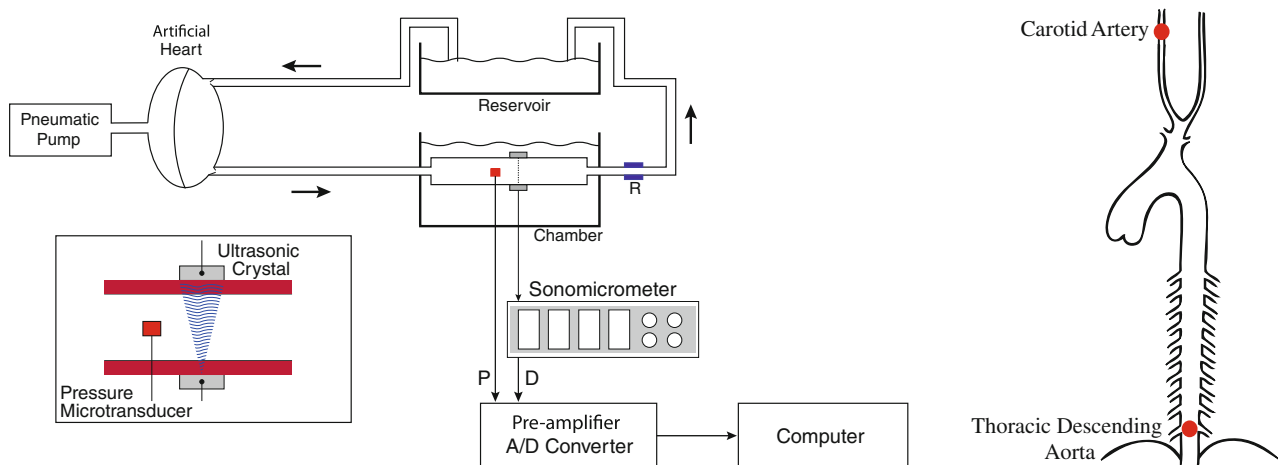 Artificial
Heart
Pneumatic
Pump
Reservoir
R
Chamber
Ultrasonic
Crystal
Pressure
Microtransducer
Sonomicrometer
P
D
Pre-amplifier
A/D Converter
Computer
Carotid Artery
Thoracic Descending
Aorta